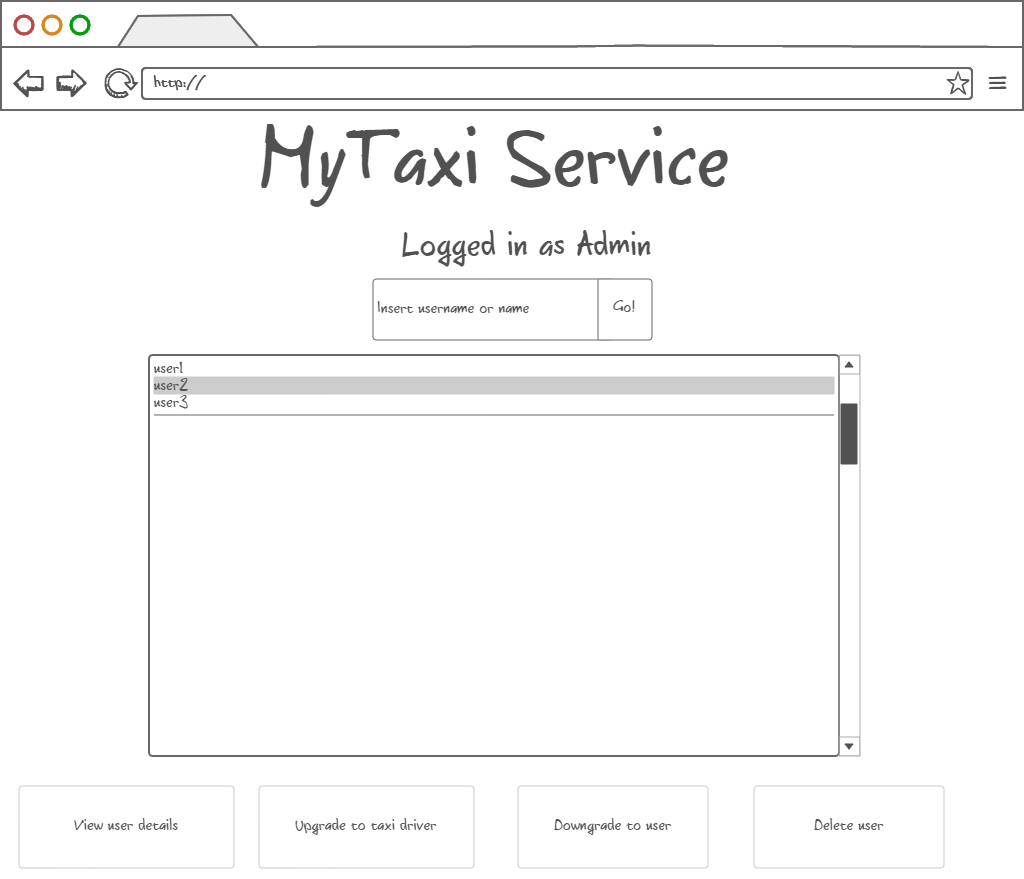 http://
MyTaxi Service
Logged in as Admin
Insert username or name
Go!
user1
user2
user3
View user details
Upgrade to taxi driver
Downgrade to user
Delete user